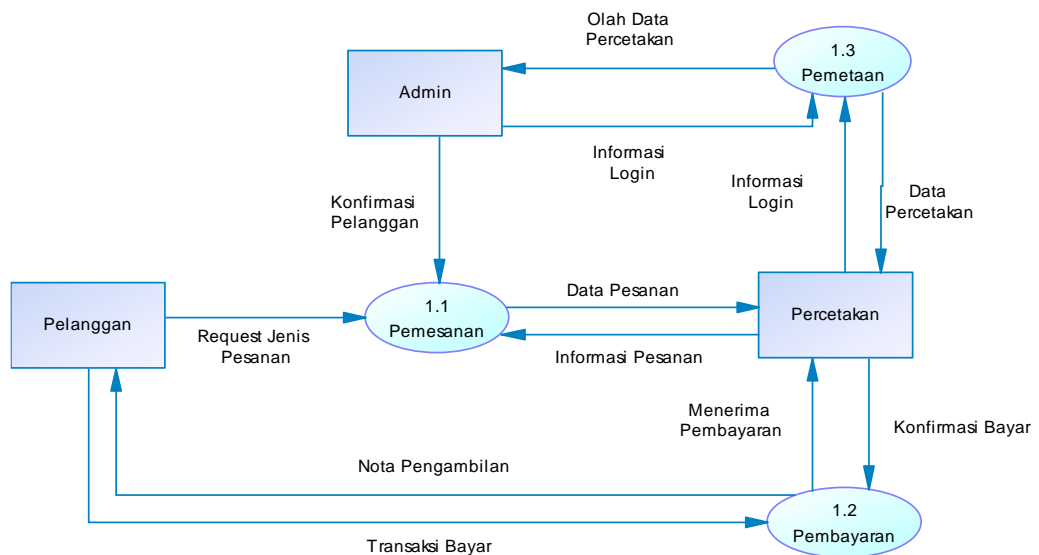 Olah Data
Percetakan
1.3
Pemetaan
Admin
Informasi
Login
Informasi
Login
Data
Percetakan
Konfirmasi
Pelanggan
Pelanggan
Request Jenis
Pesanan
1.1
Pemesanan
Data Pesanan
Informasi Pesanan
Percetakan
Menerima
Pembayaran
Konfirmasi Bayar
Nota Pengambilan
1.2
Pembayaran
Transaksi Bayar